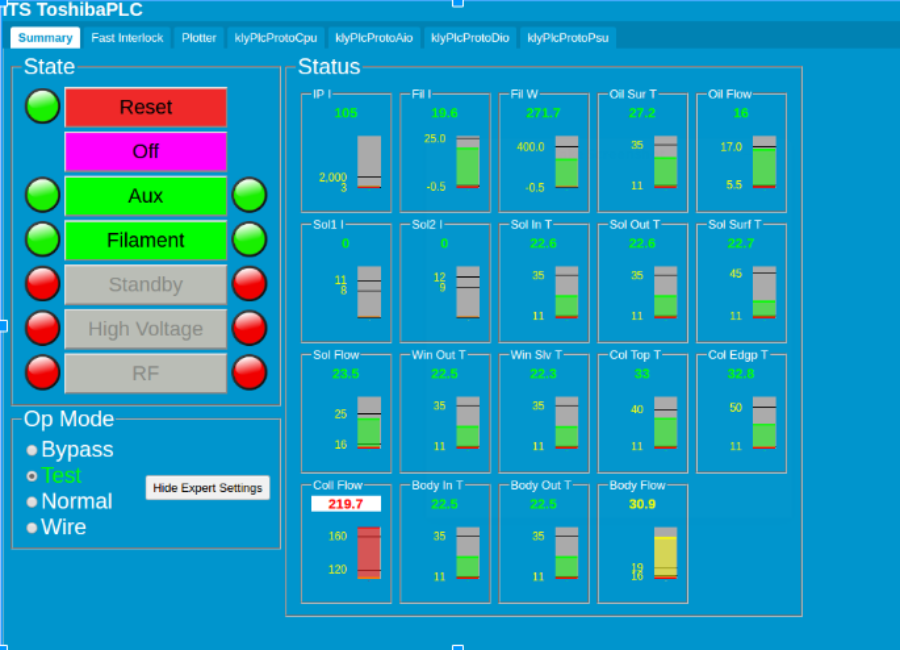 ITS ToshibaPLC
Summary Fast Interlock Plotter klyPlcProtoCpu klyPlcProtoAio klyPlcProtoDio klyPlcProtoPsu
State
Reset
Off
Aux
Filament
Standby
High Voltage
RF
Op Mode
Bypass
Test
Normal
Wire
Hide Expert Settings
Status
IP I Fil I Fil W Oil Sur T Oil Flow
105 19.6 271.7 27.2 16
2,000 25.0 400.0 35 17.0
3 -0.5 -0.5 11 5.5
Sol1 I Sol2 I Sol In T Sol Out T Sol Surf T
0 0 22.6 22.6 22.7
11 12 35 35 45
8 9 11 11 11
Sol Flow Win Out T Win Slv T Col Top T Col Edgp T
23.5 22.5 22.3 33 32.8
25 35 35 40 50
16 11 11 11 11
Coll Flow Body In T Body Out T Body Flow
219.7 22.5 22.5 30.9
160 35 35 19
120 11 11 16